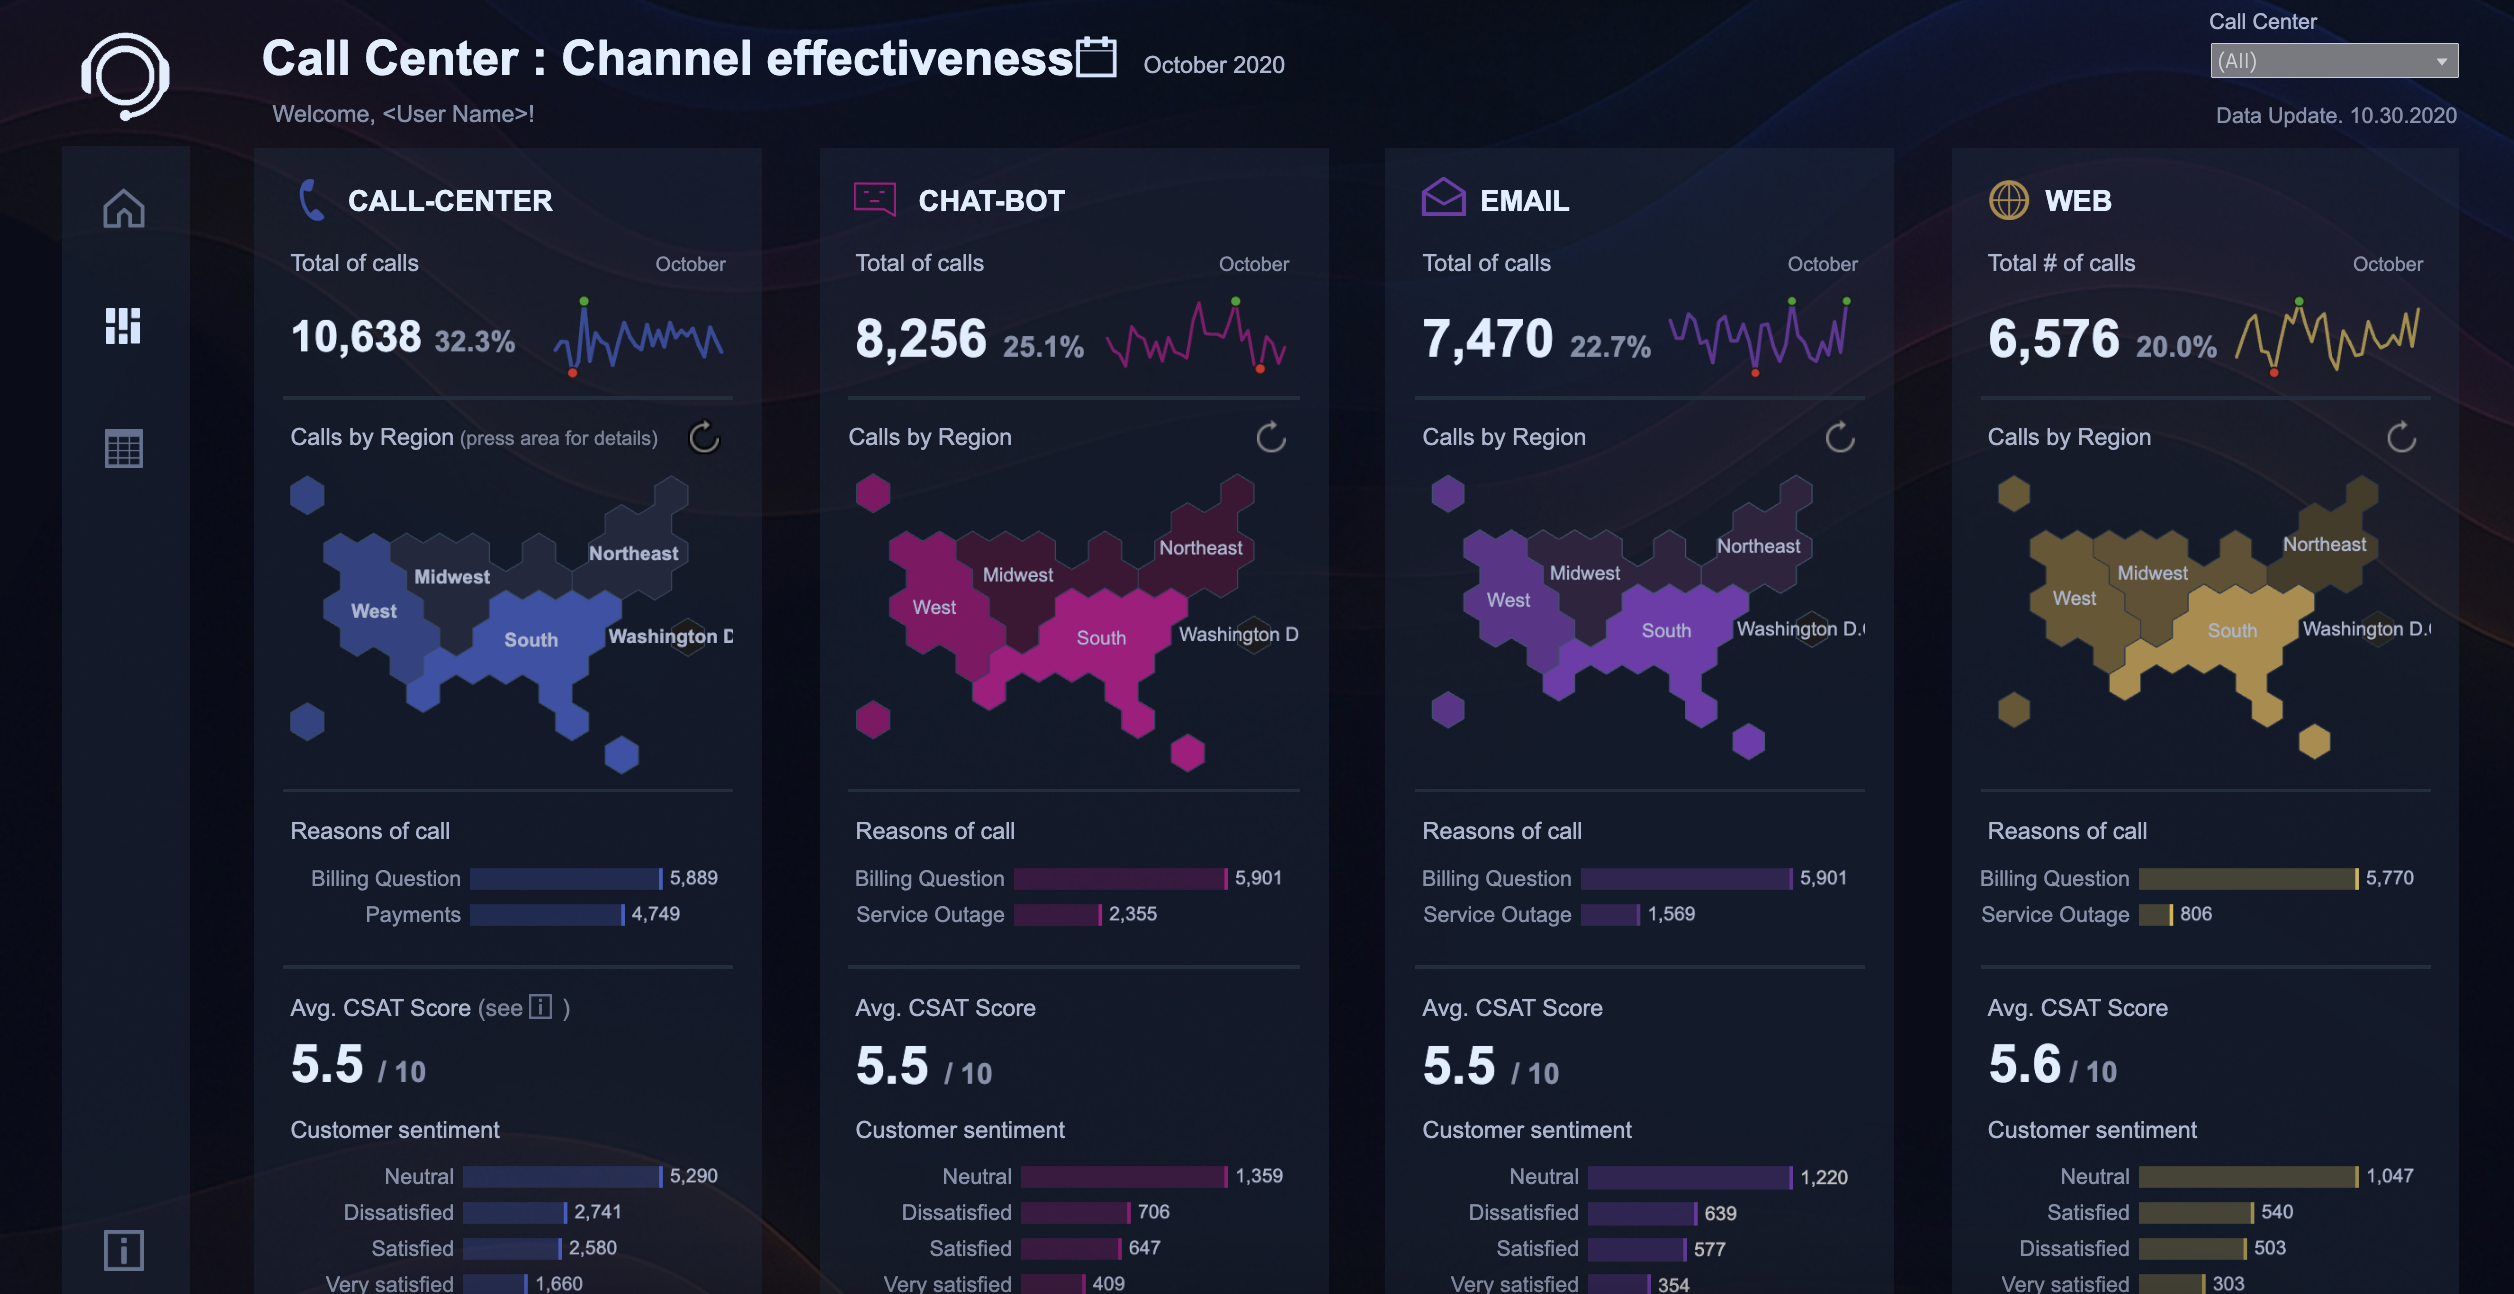 Call Center : Channel effectiveness
October 2020
Welcome, <User Name>!
Call Center
(All)
Data Update. 10.30.2020
CALL-CENTER
Total of calls
October
10,638 32.3%
Calls by Region (press area for details)
Northeast
Midwest
West
South
Washington D
Reasons of call
Billing Question 5,889
Payments 4,749
Avg. CSAT Score (see i )
5.5 / 10
Customer sentiment
Neutral 5,290
Dissatisfied 2,741
Satisfied 2,580
Very satisfied 1,660
CHAT-BOT
Total of calls
October
8,256 25.1%
Calls by Region
Northeast
Midwest
West
South
Washington D
Reasons of call
Billing Question 5,901
Service Outage 2,355
Avg. CSAT Score
5.5 / 10
Customer sentiment
Neutral 1,359
Dissatisfied 706
Satisfied 647
Very satisfied 409
EMAIL
Total of calls
October
7,470 22.7%
Calls by Region
Northeast
Midwest
West
South
Washington D.
Reasons of call
Billing Question 5,901
Service Outage 1,569
Avg. CSAT Score
5.5 / 10
Customer sentiment
Neutral 1,220
Dissatisfied 639
Satisfied 577
Very satisfied 354
WEB
Total # of calls
October
6,576 20.0%
Calls by Region
Northeast
Midwest
West
South
Washington D.
Reasons of call
Billing Question 5,770
Service Outage 806
Avg. CSAT Score
5.6 / 10
Customer sentiment
Neutral 1,047
Satisfied 540
Dissatisfied 503
Very satisfied 303
i